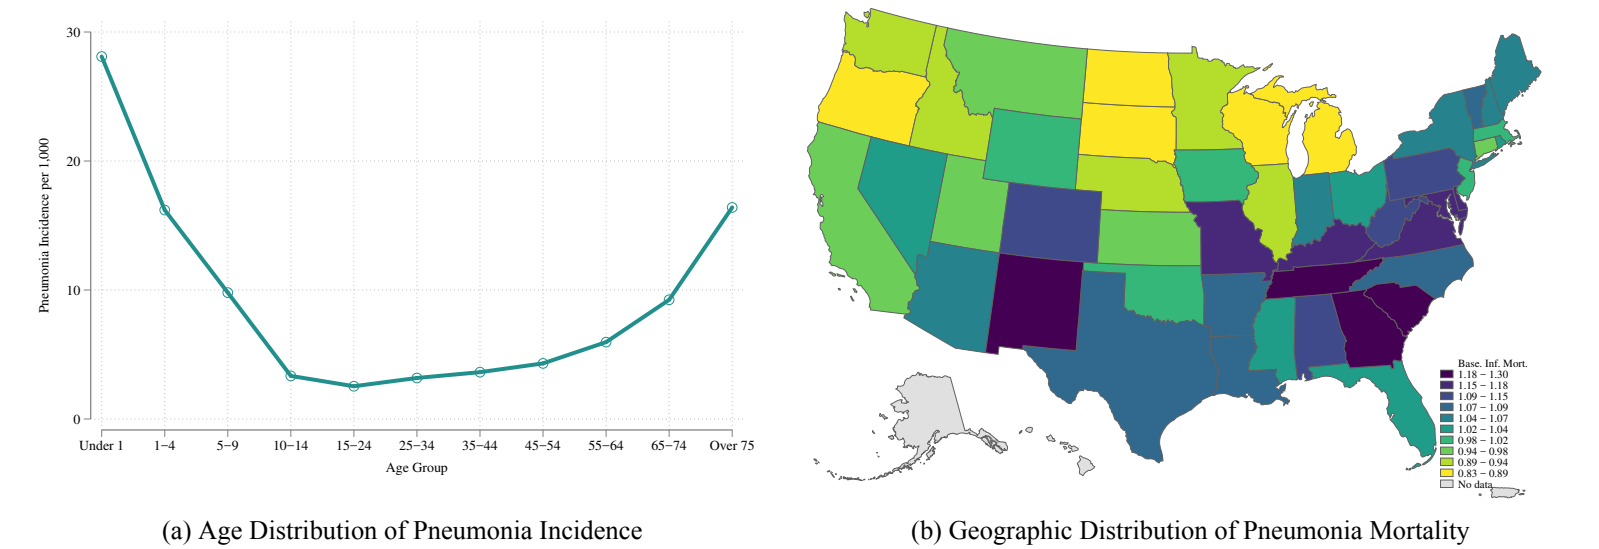 30
20
10
0
Pneumonia Incidence per 1,000
Under 1 1−4 5−9 10−14 15−24 25−34 35−44 45−54 55−64 65−74 Over 75
Age Group
(a) Age Distribution of Pneumonia Incidence
Base. Inf. Mort.
1.18 − 1.30
1.15 − 1.18
1.09 − 1.15
1.07 − 1.09
1.04 − 1.07
1.02 − 1.04
0.98 − 1.02
0.94 − 0.98
0.89 − 0.94
0.83 − 0.89
No data
(b) Geographic Distribution of Pneumonia Mortality